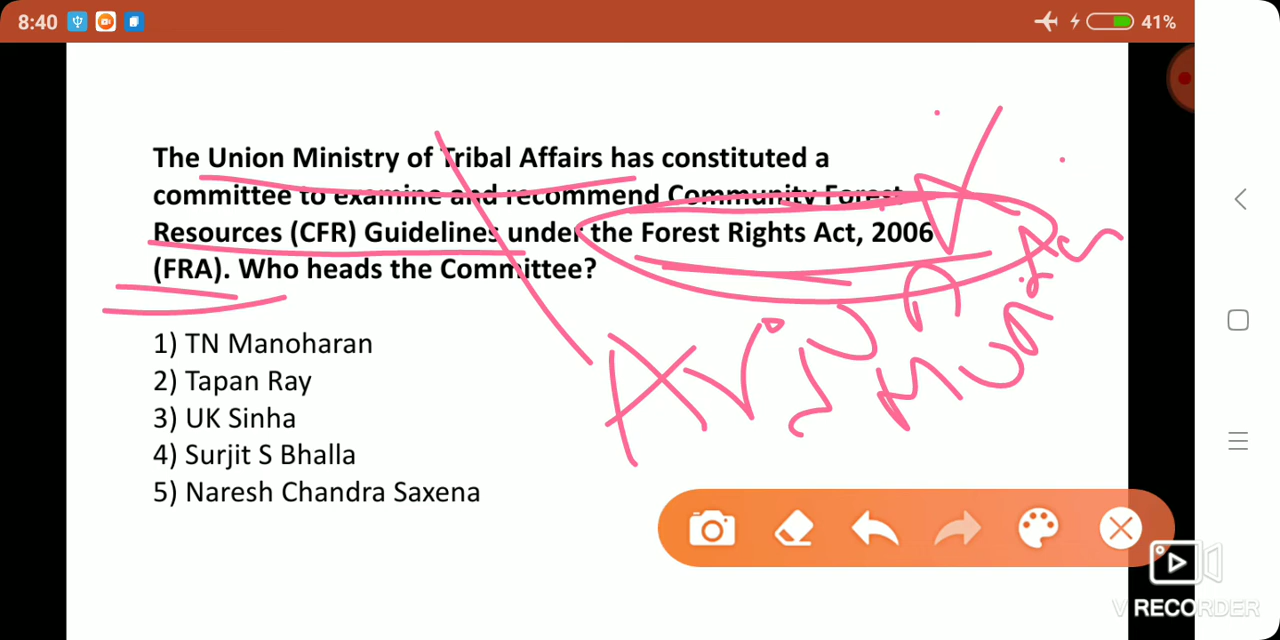 8:40
41%
The Union Ministry of Tribal Affairs has constituted a
committee to examine and recommend Community Forest
Resources (CFR) Guidelines under the Forest Rights Act, 2006
(FRA). Who heads the Committee?
1) TN Manoharan
2) Tapan Ray
3) UK Sinha
4) Surjit S Bhalla
5) Naresh Chandra Saxena
V RECORDER